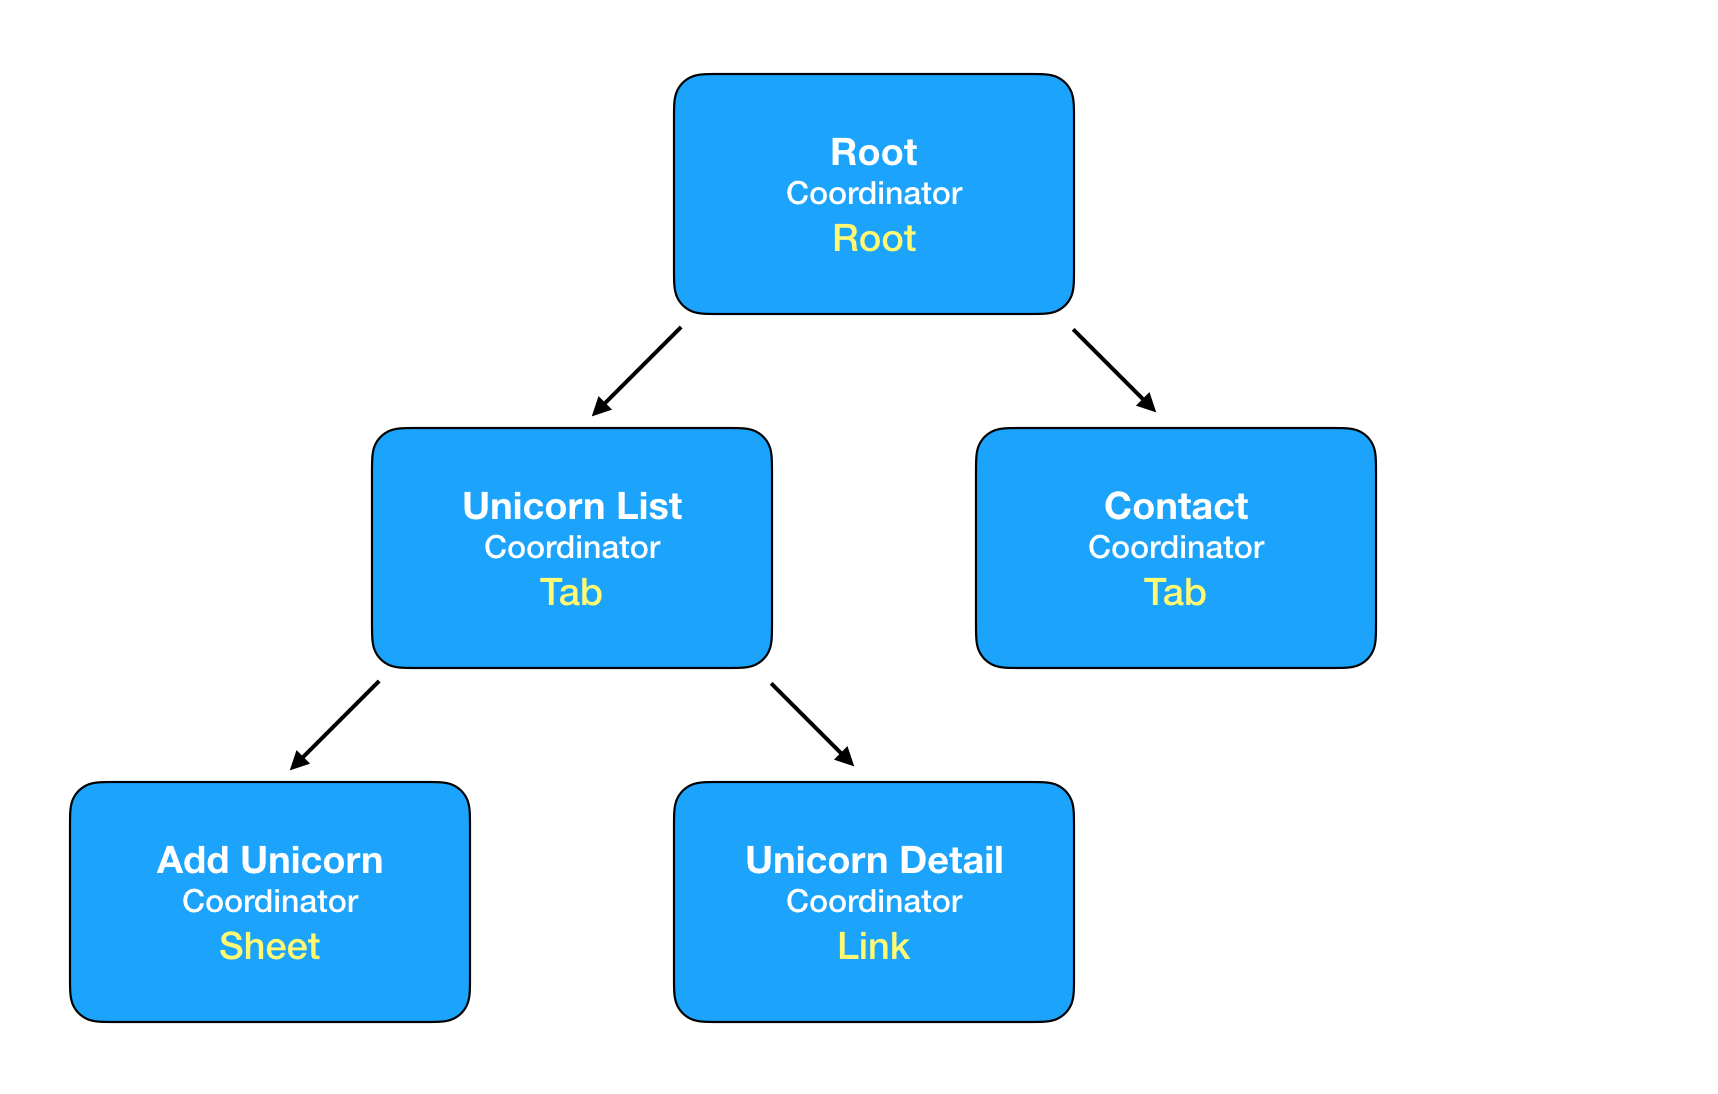 Root
Coordinator
Root
Unicorn List
Coordinator
Tab
Contact
Coordinator
Tab
Add Unicorn
Coordinator
Sheet
Unicorn Detail
Coordinator
Link